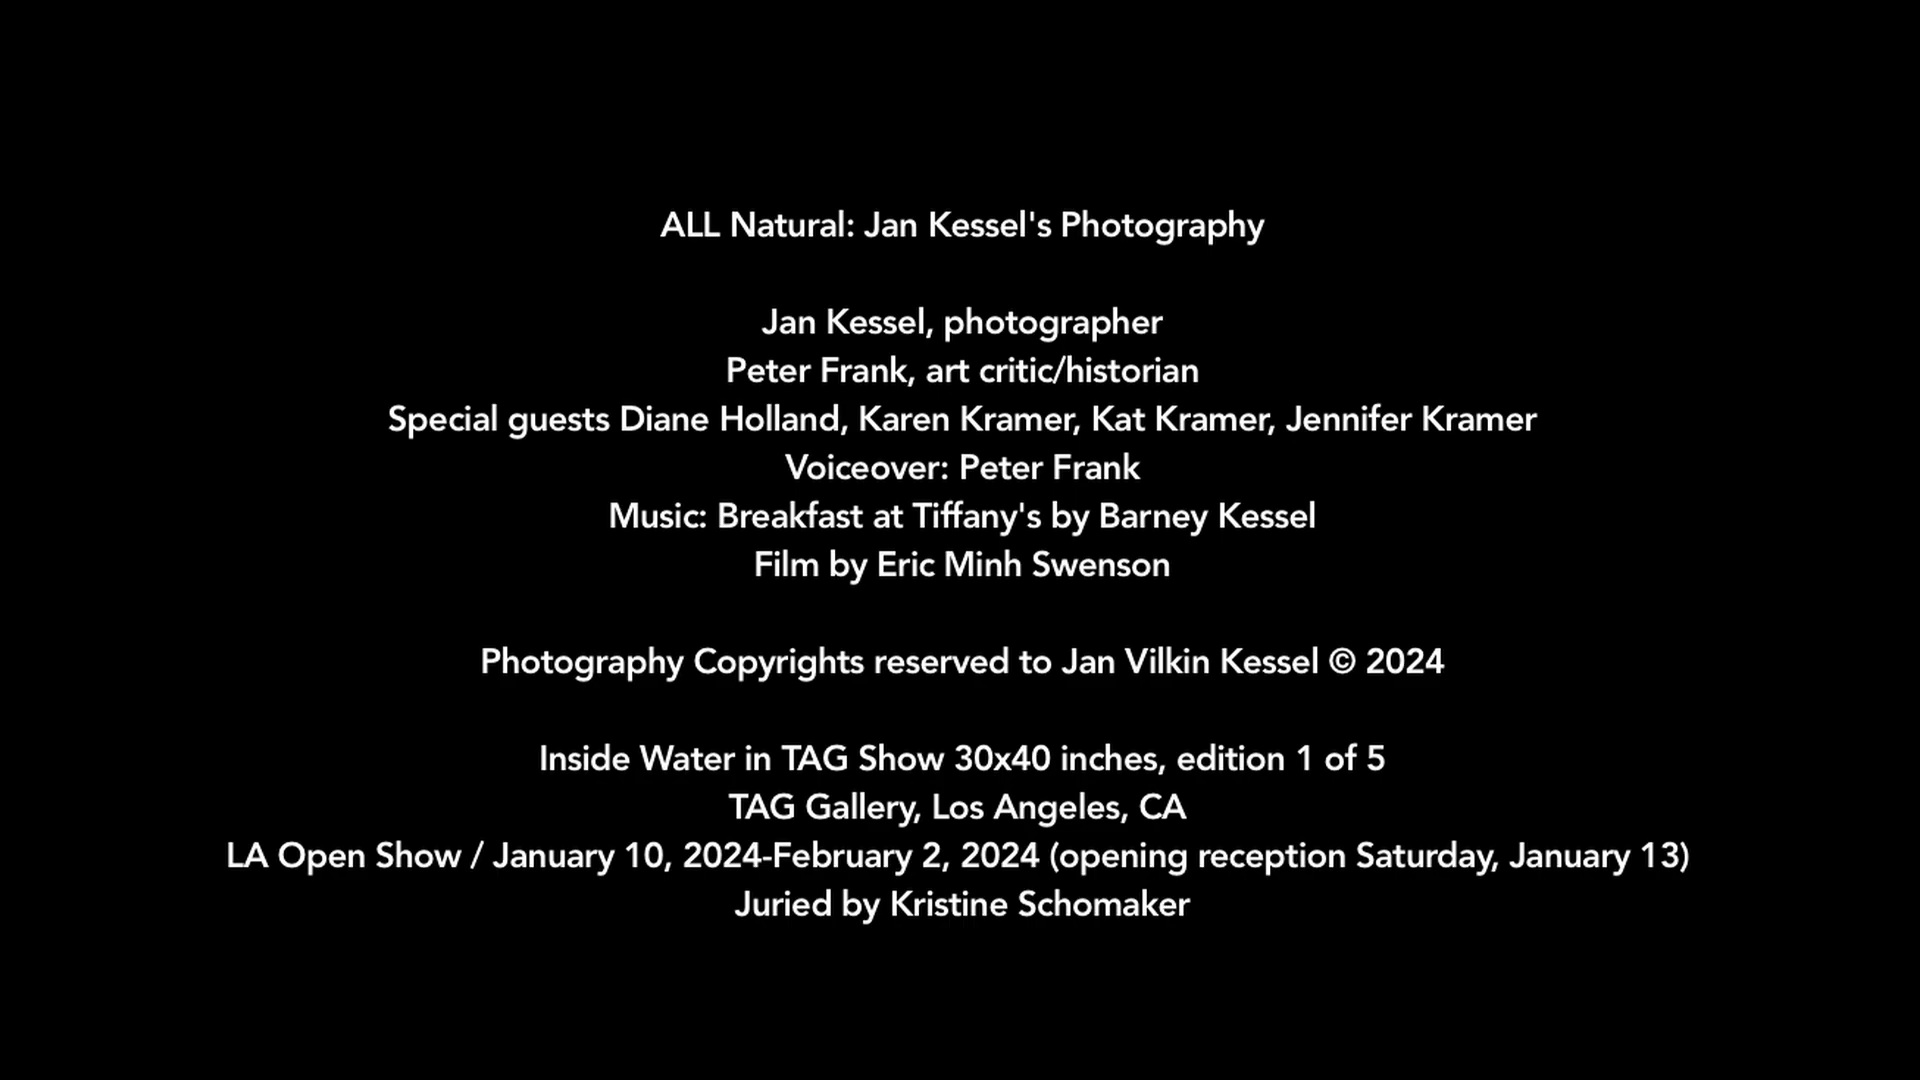 ALL Natural: Jan Kessel's Photography
Jan Kessel, photographer
Peter Frank, art critic/historian
Special guests Diane Holland, Karen Kramer, Kat Kramer, Jennifer Kramer
Voiceover: Peter Frank
Music: Breakfast at Tiffany's by Barney Kessel
Film by Eric Minh Swenson
Photography Copyrights reserved to Jan Vilkin Kessel © 2024
Inside Water in TAG Show 30x40 inches, edition 1 of 5
TAG Gallery, Los Angeles, CA
LA Open Show / January 10, 2024-February 2, 2024 (opening reception Saturday, January 13)
Juried by Kristine Schomaker